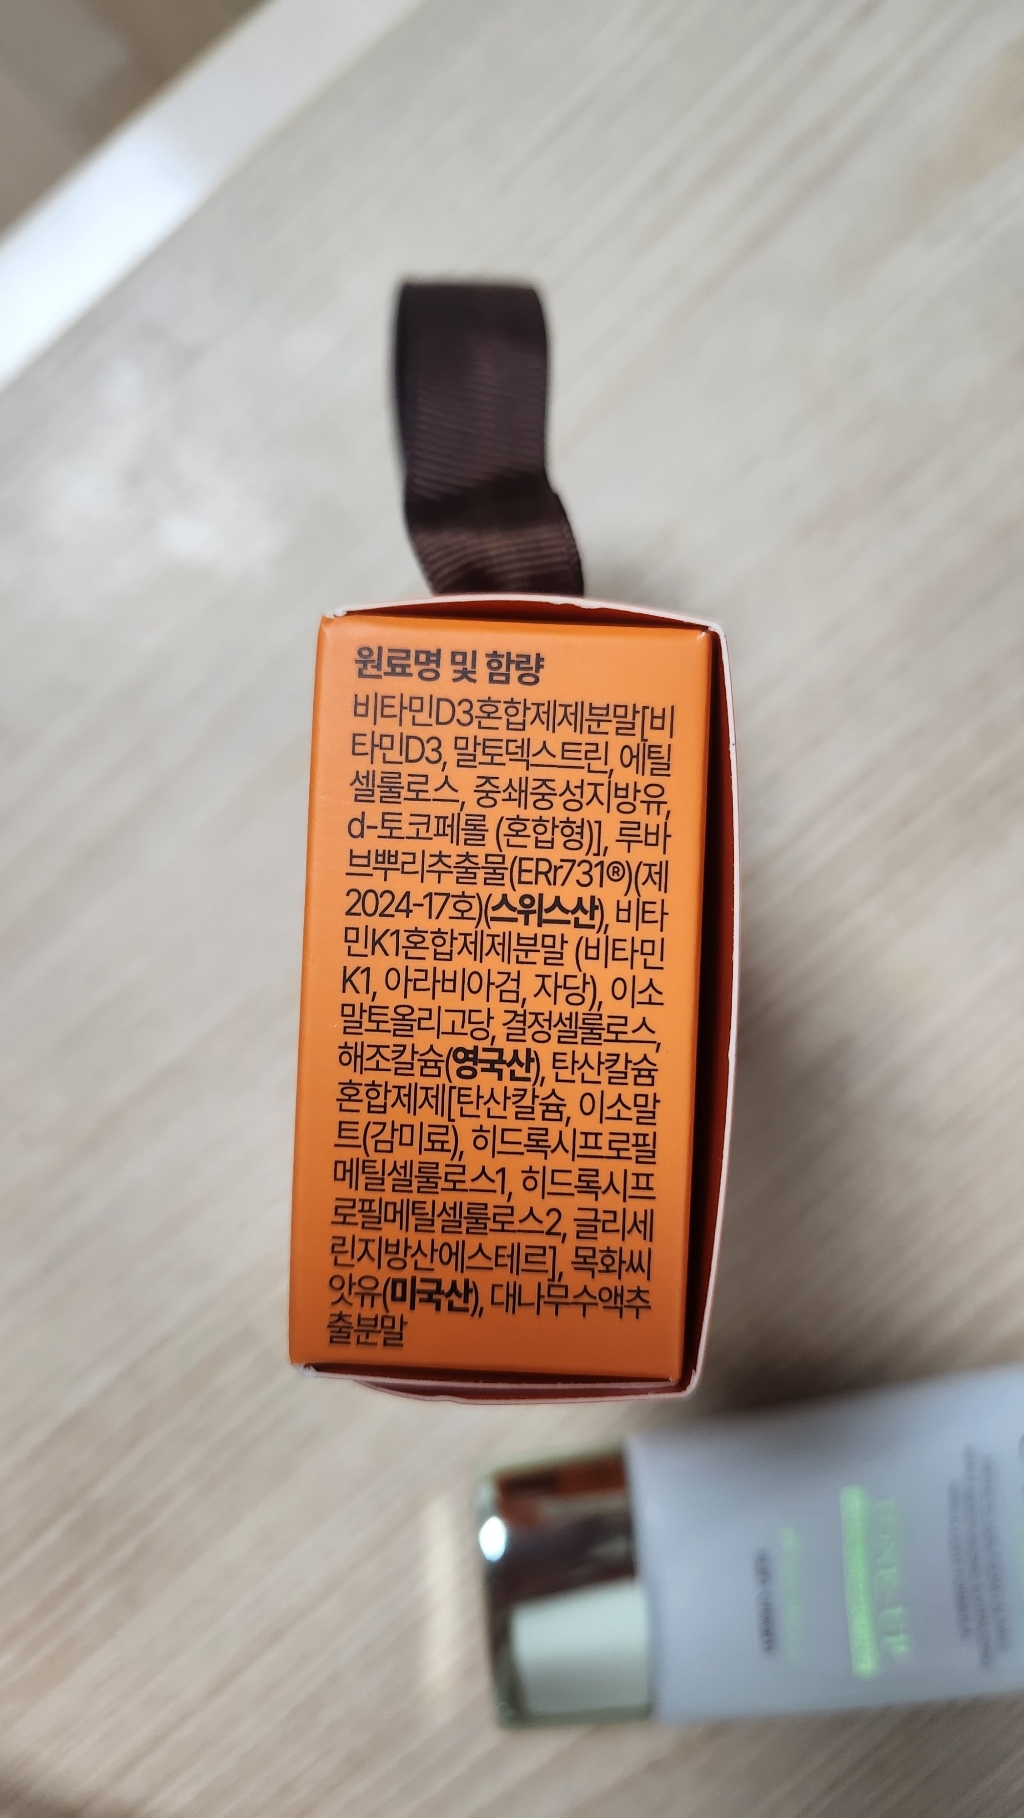 원료명 및 함량
비타민D3혼합제제분말[비
타민D3, 말토덱스트린, 에틸
셀룰로스, 중쇄중성지방유,
d-토코페롤 (혼합형)], 루바
브뿌리추출물(ERr731®)(제
2024-17호)(스위스산), 비타
민K1혼합제제분말 (비타민
K1, 아라비아검, 자당), 이소
말토올리고당, 결정셀룰로스,
해조칼슘(영국산), 탄산칼슘
혼합제제[탄산칼슘, 이소말
트(감미료), 히드록시프로필
메틸셀룰로스1, 히드록시프
로필메틸셀룰로스2, 글리세
린지방산에스테르], 목화씨
앗유(미국산), 대나무수액추
출분말
TONE-UP